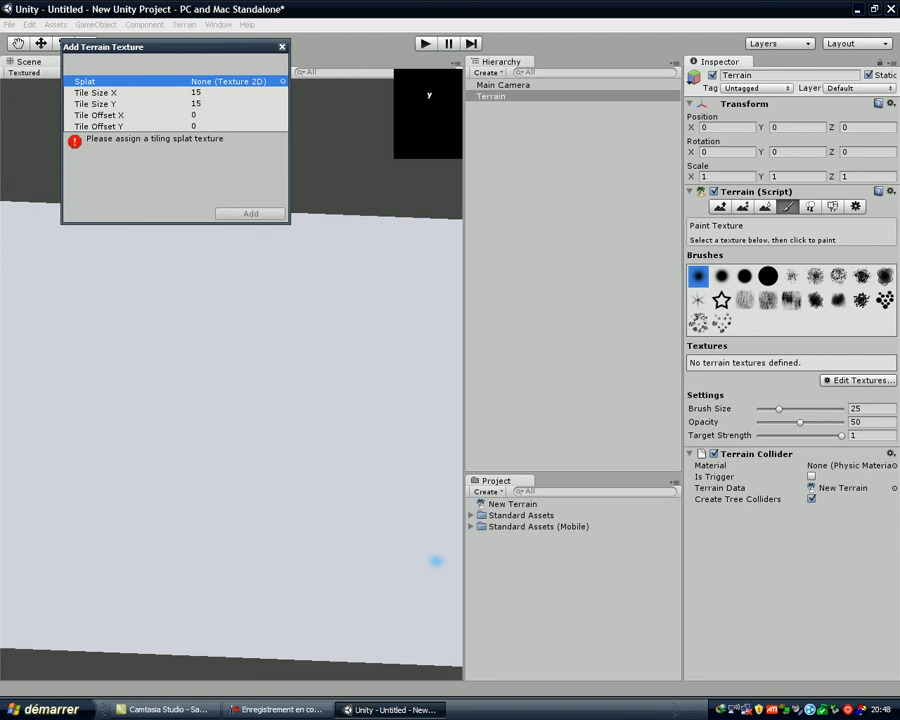 Unity - Untitled - New Unity Project - PC and Mac Standalone*
File Edit Assets GameObject Component Terrain Window Help
Layers Layout
Add Terrain Texture
Splat None (Texture 2D)
Tile Size X 15
Tile Size Y 15
Tile Offset X 0
Tile Offset Y 0
Please assign a tiling splat texture
Add
Scene
Textured
All
y
Hierarchy
Create All
Main Camera
Terrain
Project
Create All
New Terrain
Standard Assets
Standard Assets (Mobile)
Inspector
Terrain Static
Tag Untagged Layer Default
Transform
Position
X 0 Y 0 Z 0
Rotation
X 0 Y 0 Z 0
Scale
X 1 Y 1 Z 1
Terrain (Script)
Paint Texture
Select a texture below, then click to paint
Brushes
Textures
No terrain textures defined.
Edit Textures...
Settings
Brush Size 25
Opacity 50
Target Strength 1
Terrain Collider
Material None (Physic Materia
Is Trigger
Terrain Data New Terrain
Create Tree Colliders
démarrer Camtasia Studio - Sa... Enregistrement en co... Unity - Untitled - New... 20:48